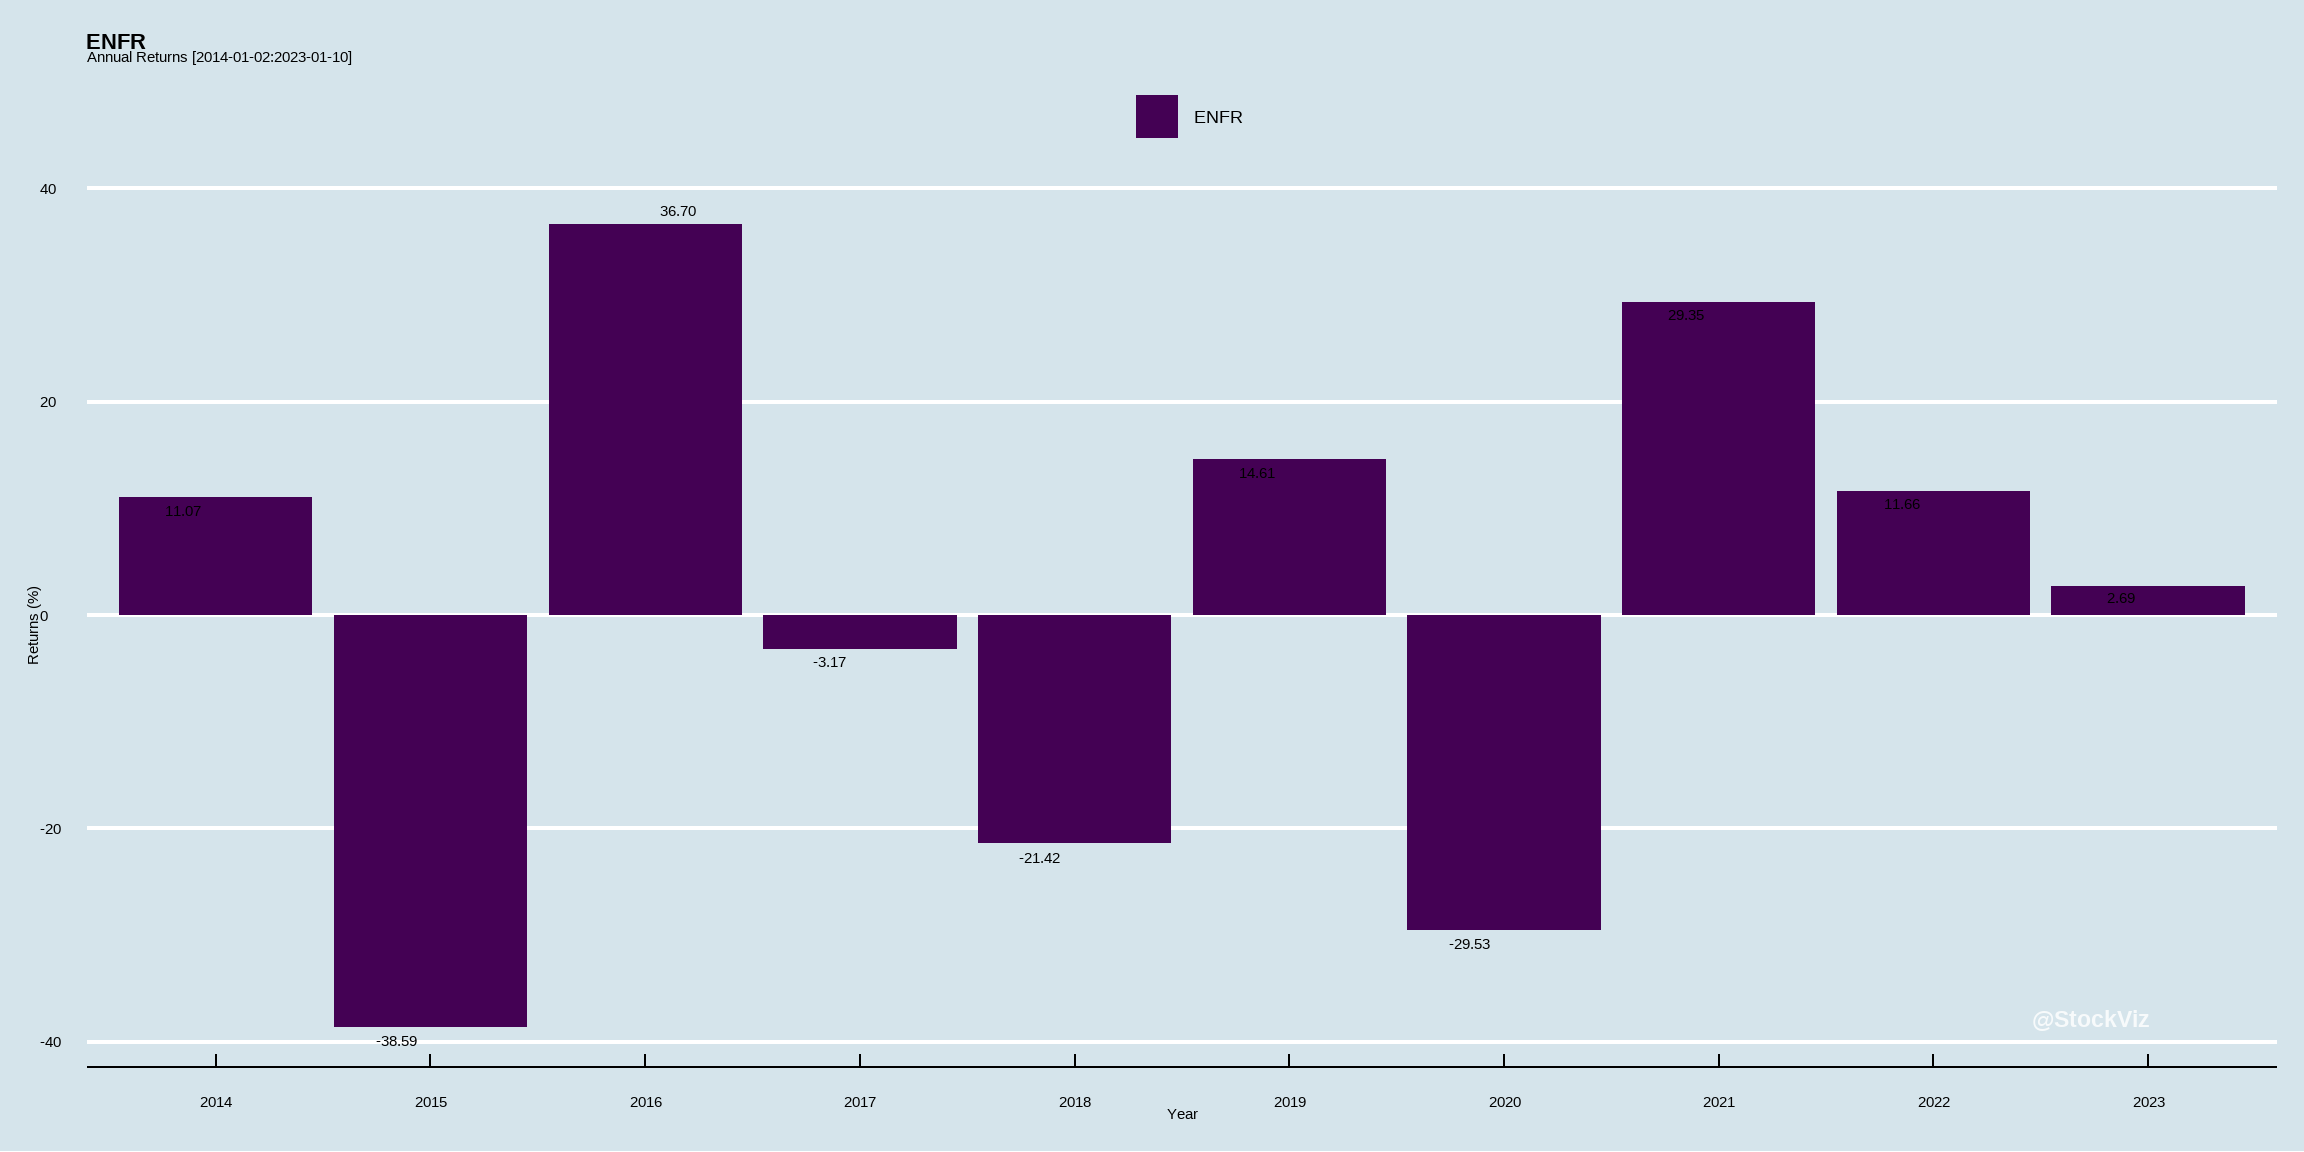 ENFR
Annual Returns [2014-01-02:2023-01-10]
ENFR
40
36.70
29.35
20
14.61
11.07
11.66
2.69
Returns (%)
0
-3.17
-20
-21.42
-29.53
@StockViz
-40
-38.59
2014 2015 2016 2017 2018 2019 2020 2021 2022 2023
Year